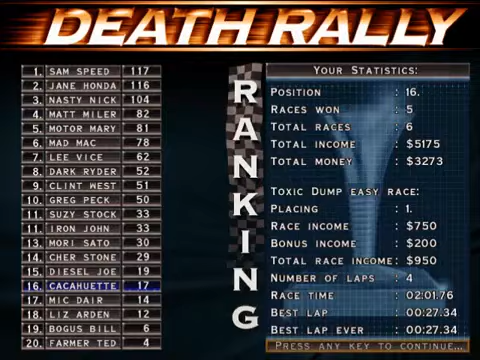 DEATH RALLY
1. SAM SPEED 117
2. JANE HONDA 116
3. NASTY NICK 104
4. MATT MILER 82
5. MOTOR MARY 81
6. MAD MAC 78
7. LEE VICE 62
8. DARK RYDER 52
9. CLINT WEST 51
10. GREG PECK 50
11. SUZY STOCK 33
11. IRON JOHN 33
13. MORI SATO 30
14. CHER STONE 29
15. DIESEL JOE 19
16. CACAHUETTE 17
17. MIC DAIR 14
18. LIZ ARDEN 12
19. BOGUS BILL 6
20. FARMER TED 4
RANKING
YOUR STATISTICS:
POSITION : 16.
RACES WON : 5
TOTAL RACES : 6
TOTAL INCOME : $5175
TOTAL MONEY : $3273
TOXIC DUMP EASY RACE:
PLACING : 1.
RACE INCOME : $750
BONUS INCOME : $200
TOTAL RACE INCOME : $950
NUMBER OF LAPS : 4
RACE TIME : 02:01.76
BEST LAP : 00:27.34
BEST LAP EVER : 00:27.34
PRESS ANY KEY TO CONTINUE...